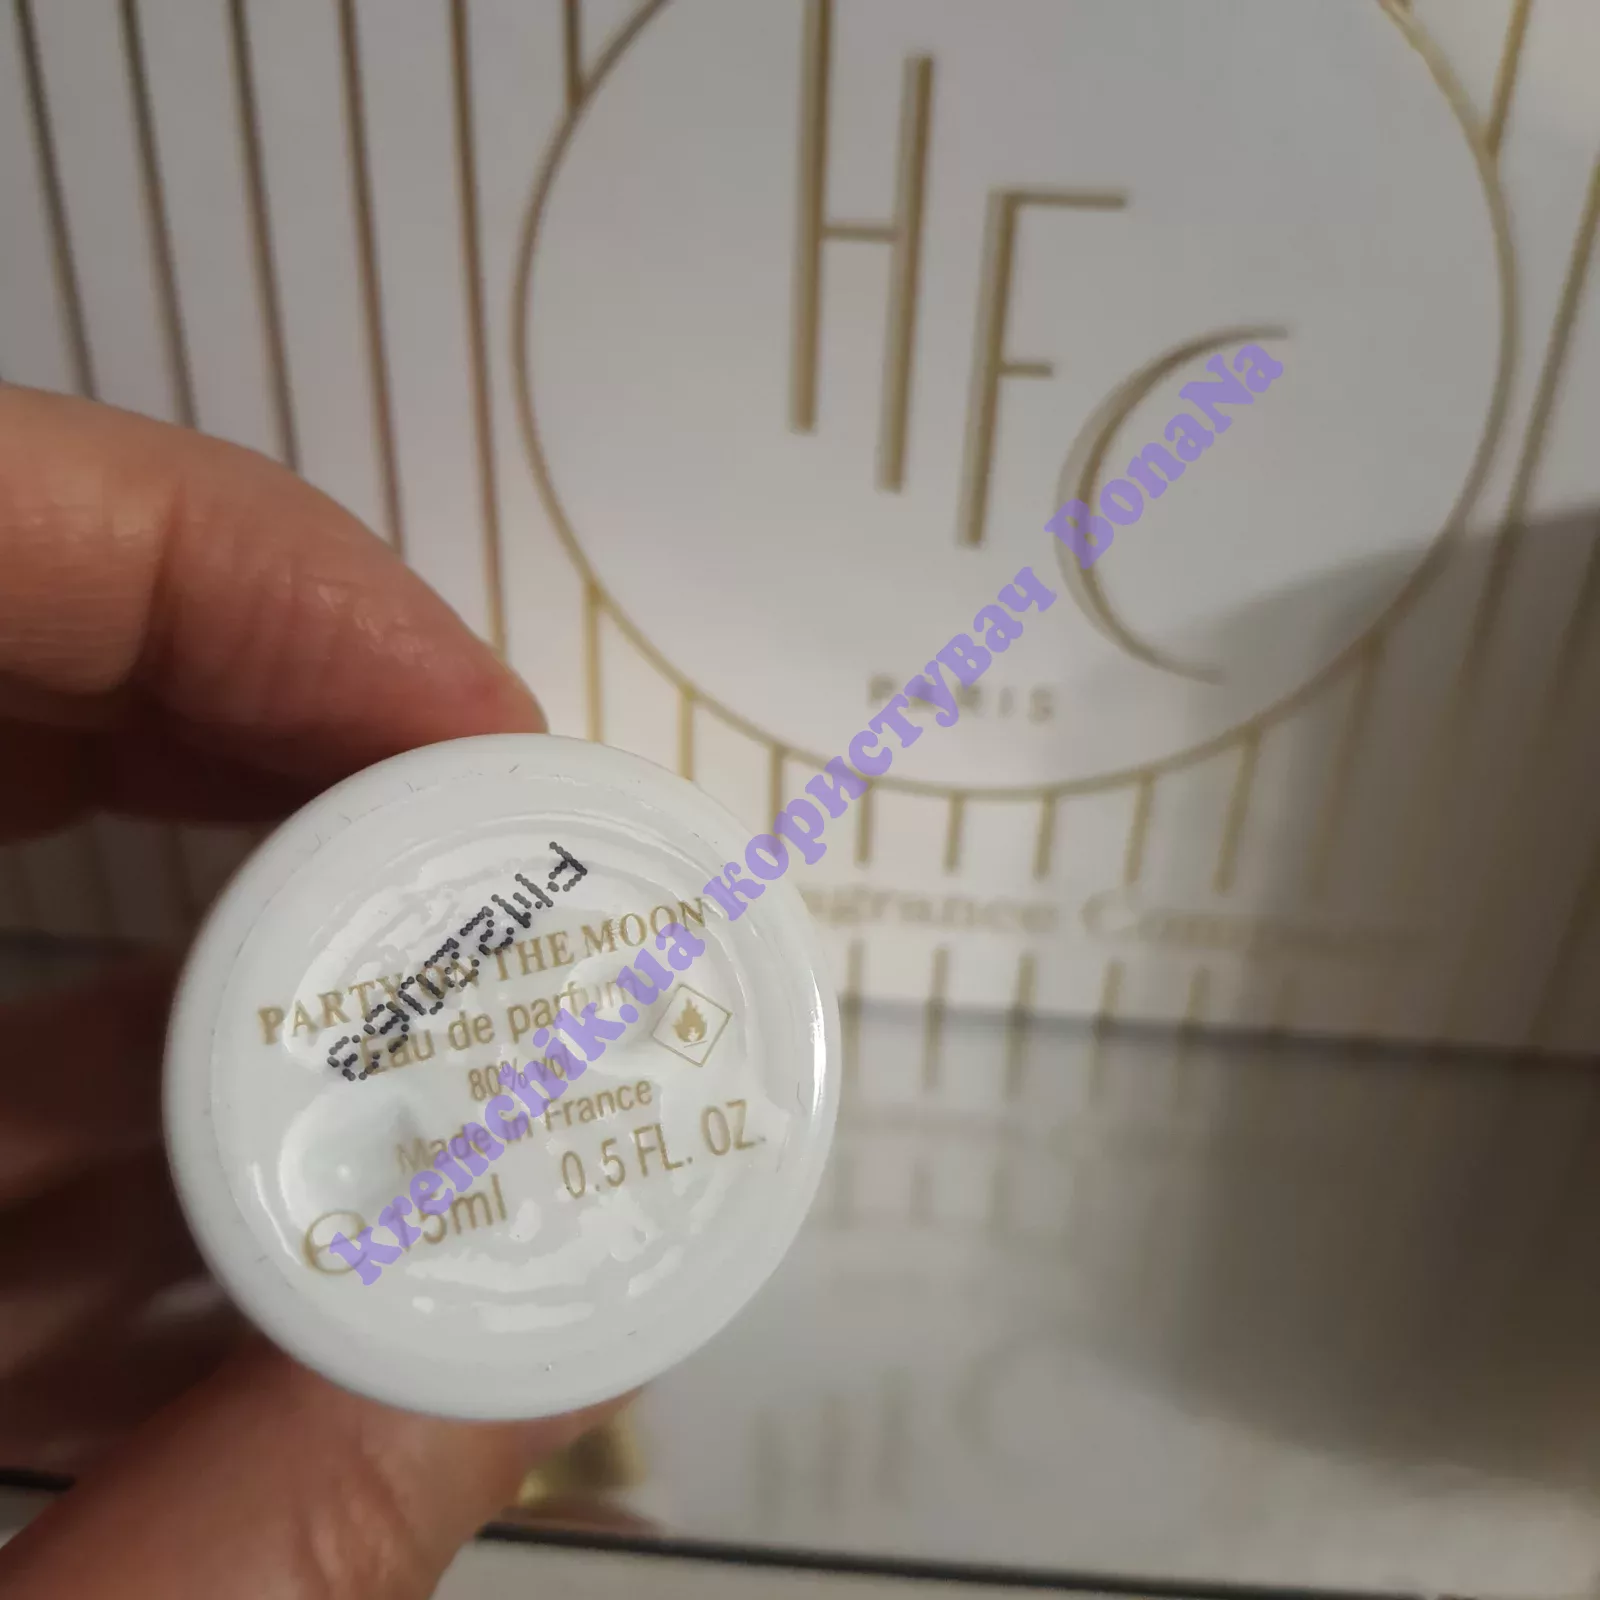 HFC
PARIS
PARTY ON THE MOON
Eau de parfum
80% vol
Made in France
15ml 0.5 FL. OZ.
kremchik.ua користувач BonaNa